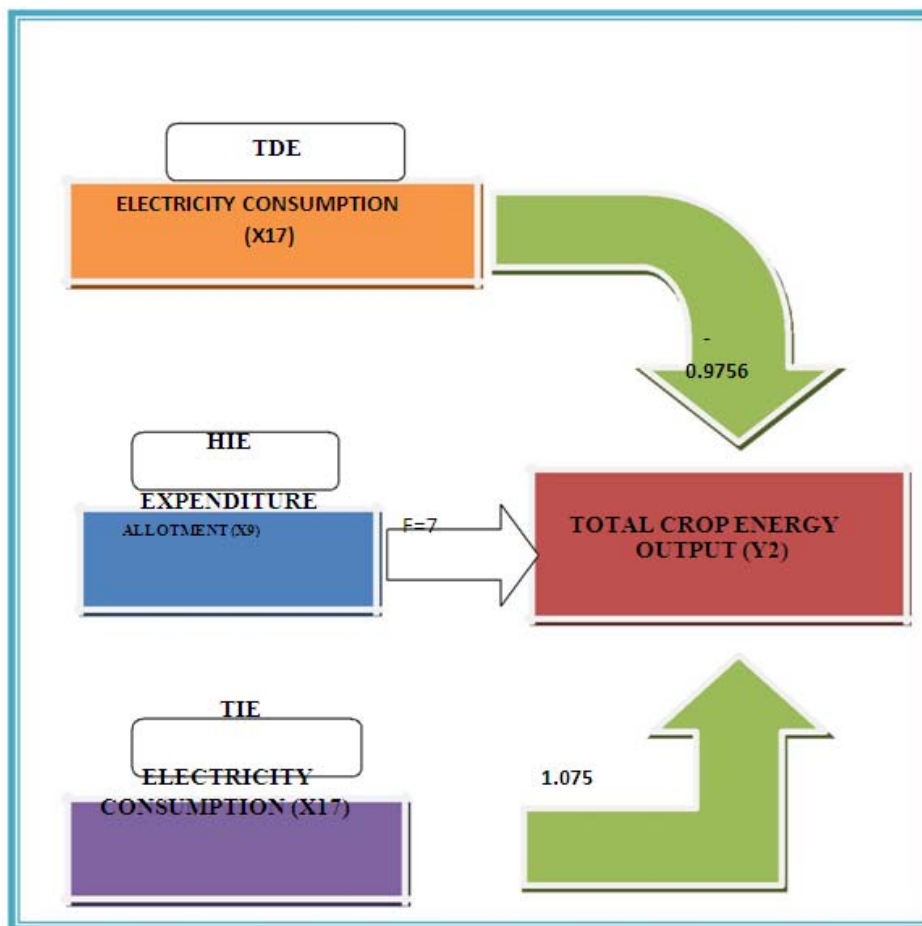 TDE
ELECTRICITY CONSUMPTION
(X17)
-
0.9756
HIE
EXPENDITURE
ALLOTMENT (X9)
F=7
TOTAL CROP ENERGY
OUTPUT (Y2)
TIE
ELECTRICITY
CONSUMPTION (X17)
1.075